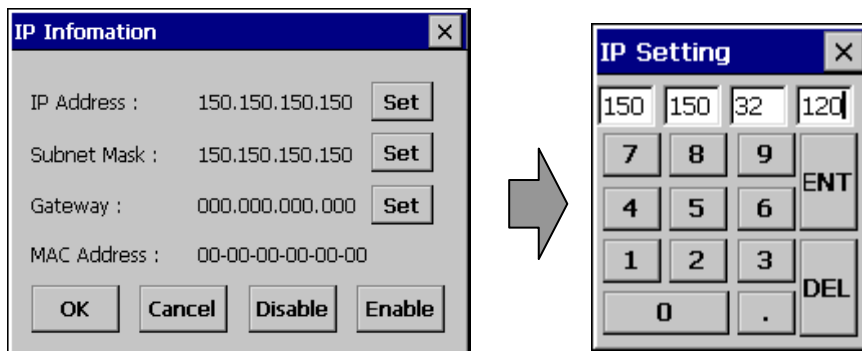 IP Infomation
IP Address : 150.150.150.150 Set
Subnet Mask : 150.150.150.150 Set
Gateway : 000.000.000.000 Set
MAC Address : 00-00-00-00-00-00
OK Cancel Disable Enable
IP Setting
150 150 32 120
7 8 9
ENT
4 5 6
1 2 3
DEL
0 .